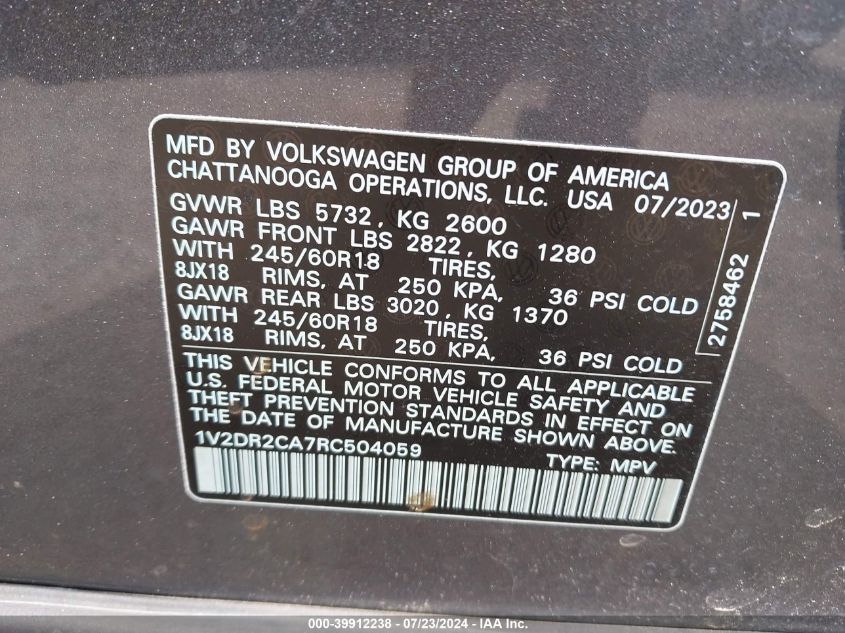 MFD BY VOLKSWAGEN GROUP OF AMERICA
CHATTANOOGA OPERATIONS, LLC. USA 07/2023
GVWR LBS 5732, KG 2600
GAWR FRONT LBS 2822, KG 1280
WITH 245/60R18 TIRES,
8JX18 RIMS, AT 250 KPA, 36 PSI COLD
GAWR REAR LBS 3020, KG 1370
WITH 245/60R18 TIRES,
8JX18 RIMS, AT 250 KPA, 36 PSI COLD
2758462 1
THIS VEHICLE CONFORMS TO ALL APPLICABLE
U.S. FEDERAL MOTOR VEHICLE SAFETY AND
THEFT PREVENTION STANDARDS IN EFFECT ON
THE DATE OF MANUFACTURE SHOWN ABOVE.
1V2DR2CA7RC504059 TYPE: MPV
000-39912238 - 07/23/2024 - IAA Inc.